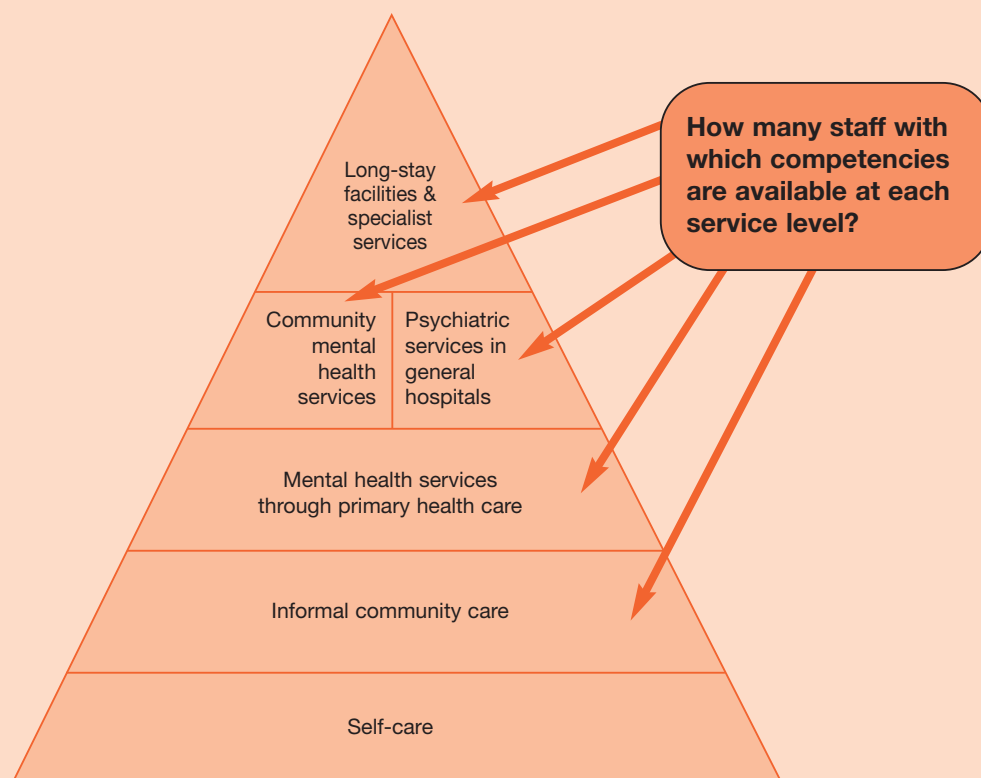 How many staff with
which competencies
are available at each
service level?
Long-stay
facilities &
specialist
services
Community
mental
health
services
Psychiatric
services in
general
hospitals
Mental health services
through primary health care
Informal community care
Self-care